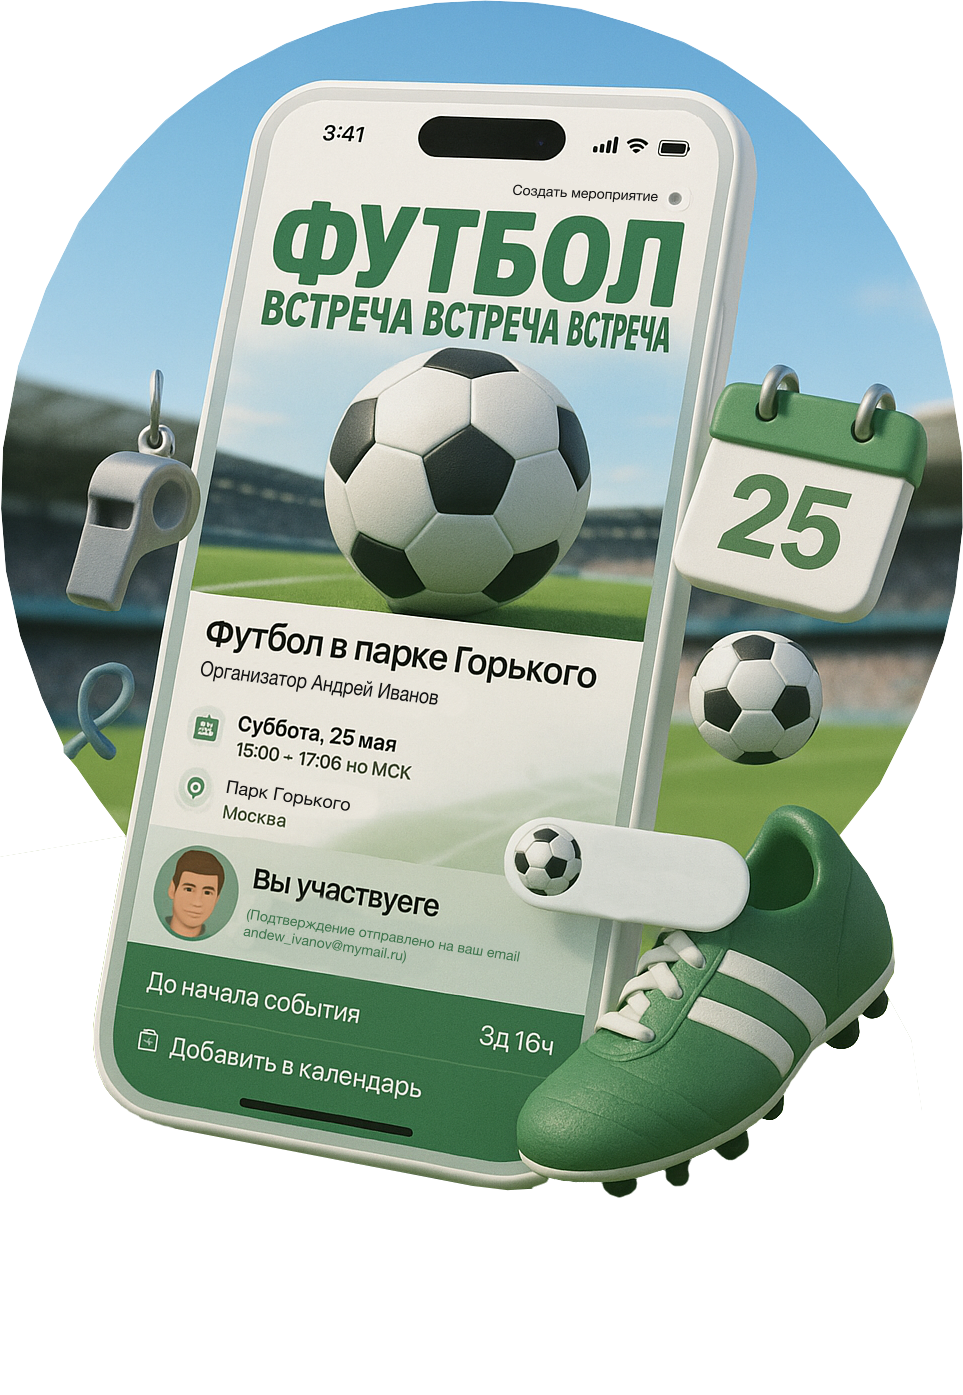 3:41
Создать мероприятие
ФУТБОЛ
ВСТРЕЧА ВСТРЕЧА ВСТРЕЧА
25
Футбол в парке Горького
Организатор Андрей Иванов
Суббота, 25 мая
15:00 - 17:06 но МСК
Парк Горького
Москва
Вы участвуеге
(Подтверждение отправлено на ваш email
andew_ivanov@mymail.ru)
До начала события
3д 16ч
Добавить в календарь